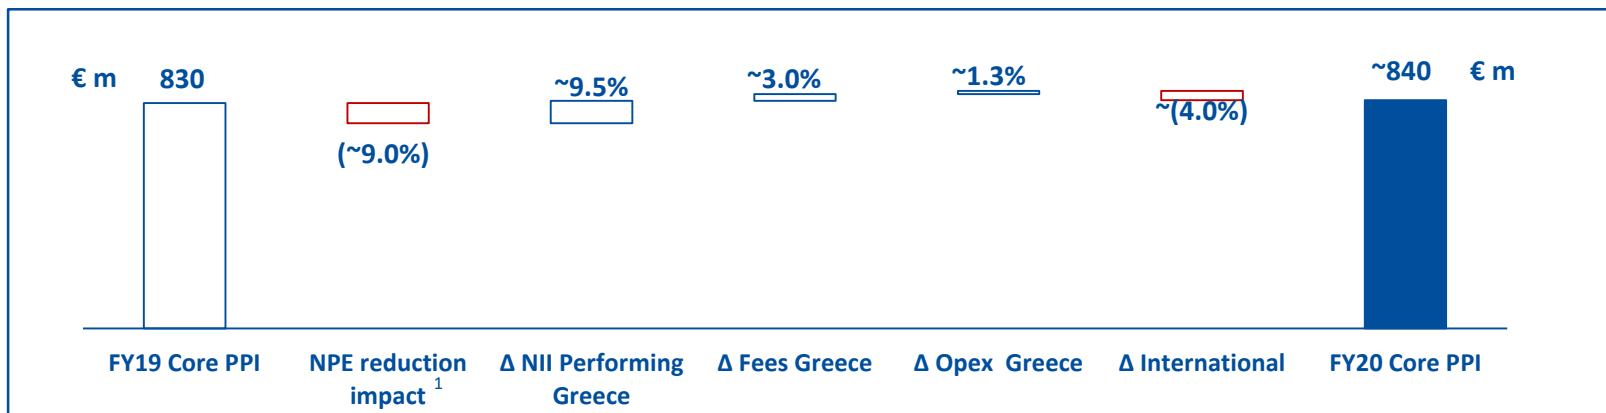 € m
830
(~9.0%)
~9.5%
~3.0%
~1.3%
~(4.0%)
~840
€ m
FY19 Core PPI
NPE reduction
impact 1
Δ NII Performing
Greece
Δ Fees Greece
Δ Opex Greece
Δ International
FY20 Core PPI